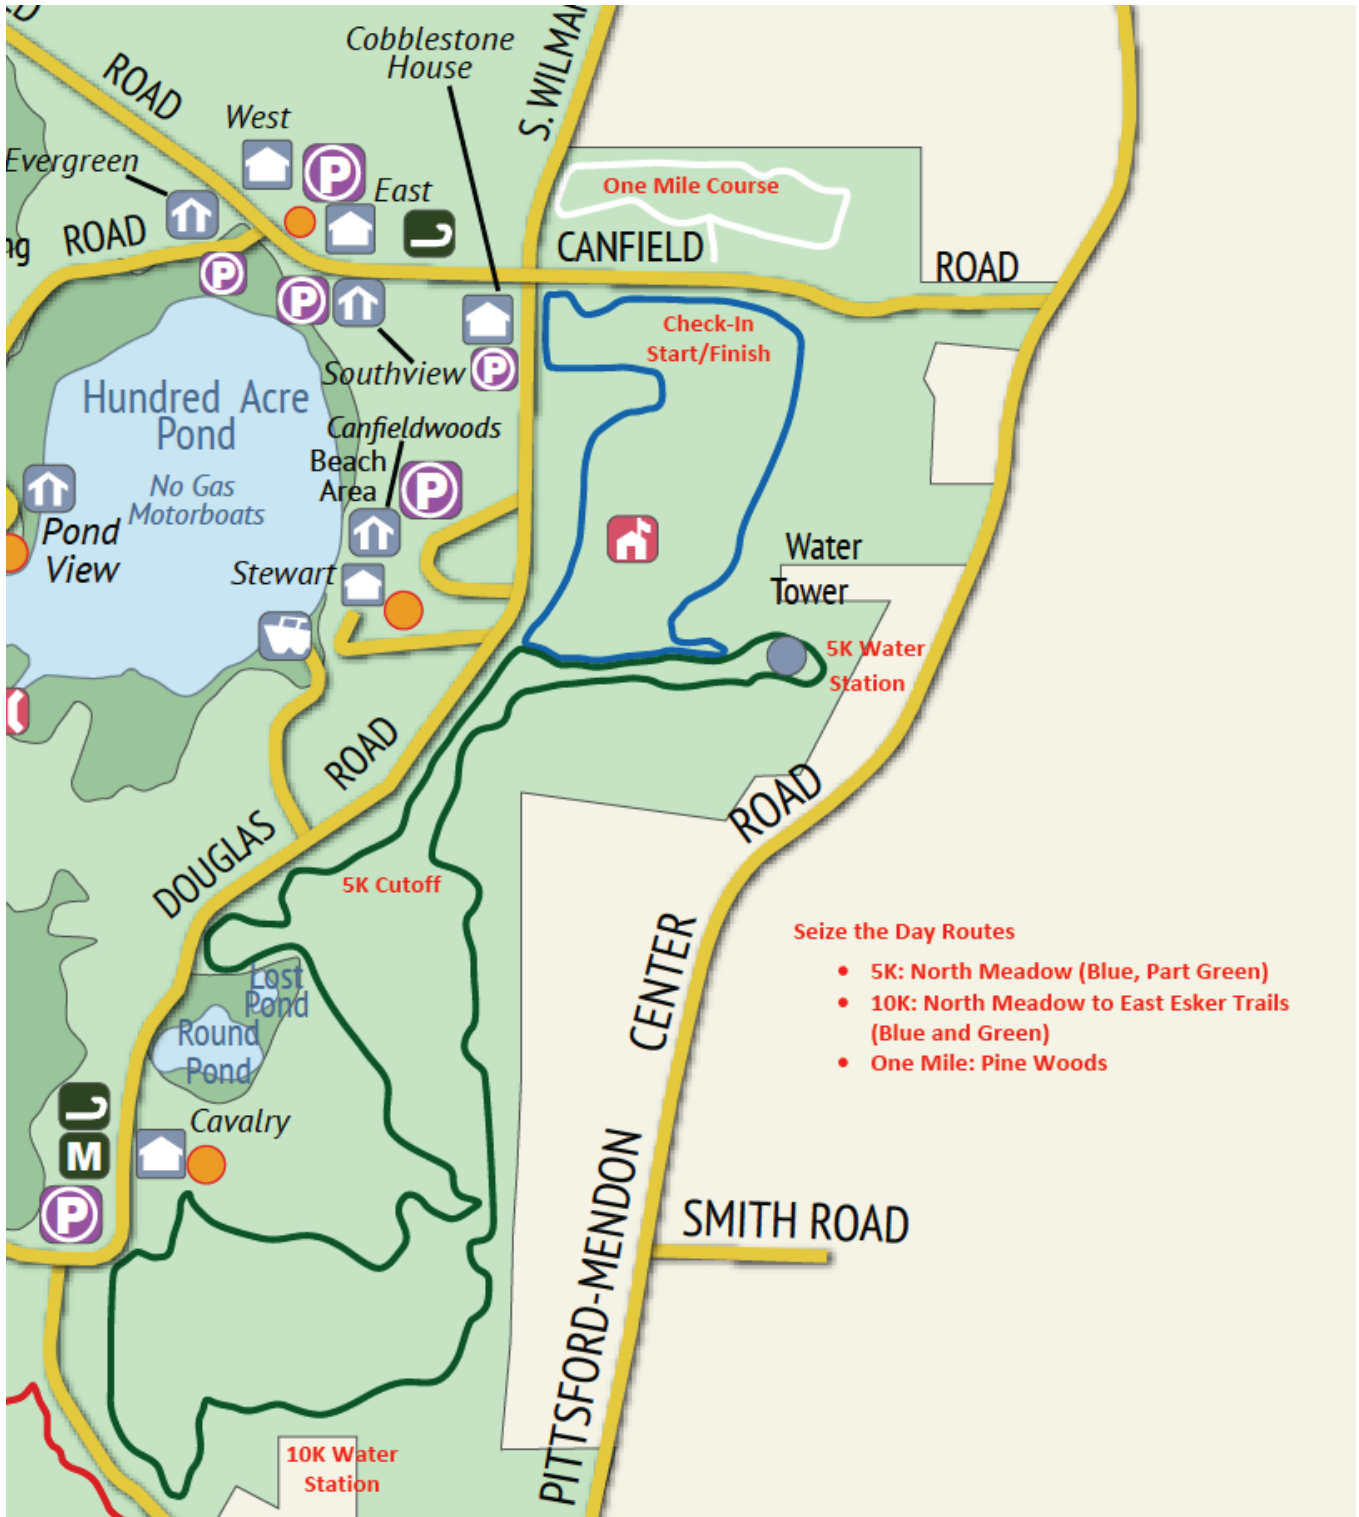 Cobblestone
House
S. WILMA
ROAD
West
P
Evergreen
East
One Mile Course
ROAD
CANFIELD
ROAD
P
P
Check-In
Start/Finish
Southview
P
Hundred Acre
Pond
No Gas
Motorboats
Canfieldwoods
Beach
Area
P
Pond
View
Stewart
Water
Tower
5K Water
Station
ROAD
ROAD
DOUGLAS
5K Cutoff
CENTER
Seize the Day Routes
• 5K: North Meadow (Blue, Part Green)
• 10K: North Meadow to East Esker Trails
(Blue and Green)
• One Mile: Pine Woods
Lost
Pond
Round
Pond
Cavalry
M
P
SMITH ROAD
PITTSFORD-MENDON
10K Water
Station